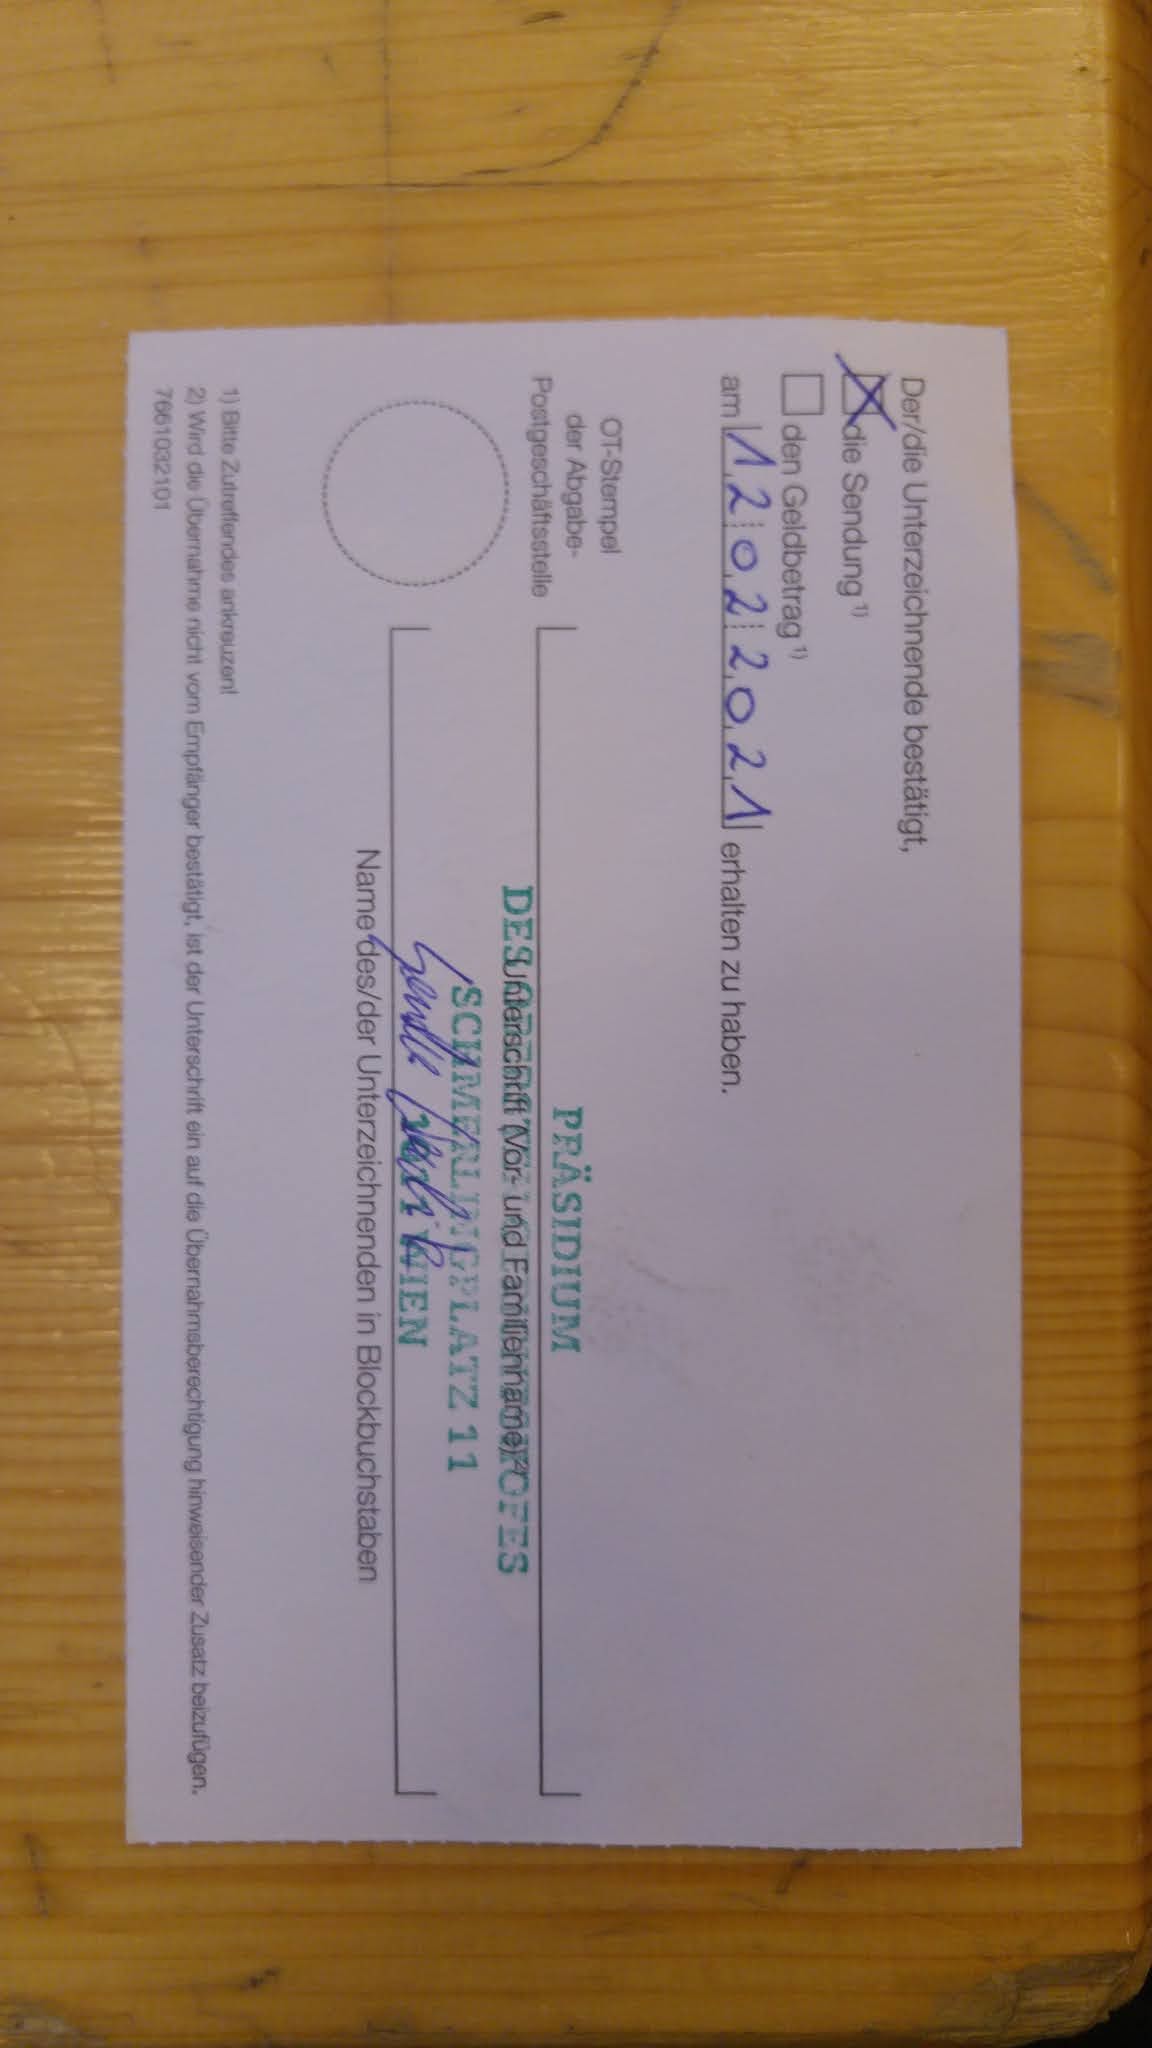 Der/die Unterzeichnende bestätigt,
die Sendung 1)
den Geldbetrag 1)
am 12 02 2021 erhalten zu haben.
OT-Stempel
der Abgabe-
Postgeschäftsstelle
PRÄSIDIUM
DES
Unterschrift (Vor- und Familienname) 2)
SCHMERLINGPLATZ 11
WIEN
Name des/der Unterzeichnenden in Blockbuchstaben
1) Bitte Zutreffendes ankreuzen!
2) Wird die Übernahme nicht vom Empfänger bestätigt, ist der Unterschrift ein auf die Übernahmsberechtigung hinweisender Zusatz beizufügen.
7661032101